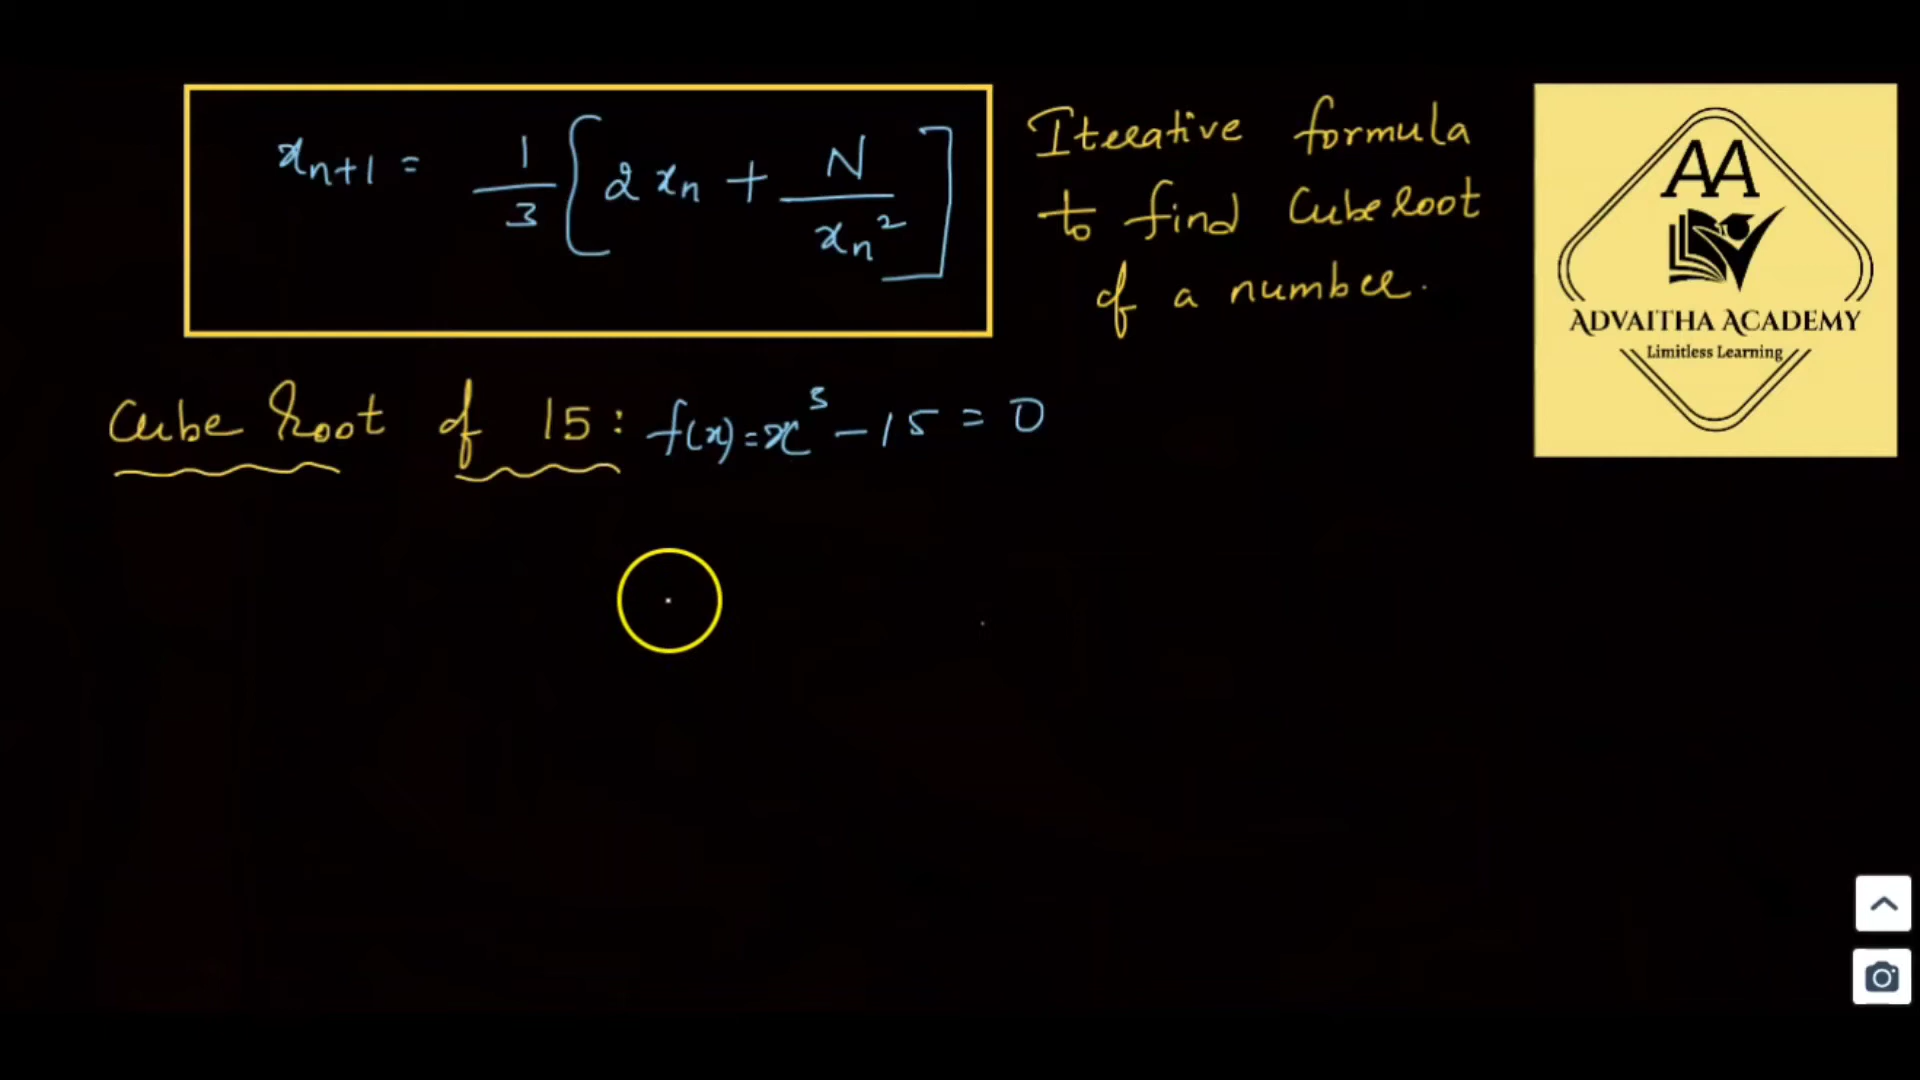 xₙ₊₁ = 1/3 [2xₙ + N/xₙ²]
Iterative formula
to find Cube root
of a number.
AA
ADVAITHA ACADEMY
Limitless Learning
Cube Root of 15: f(x) = x³ - 15 = 0